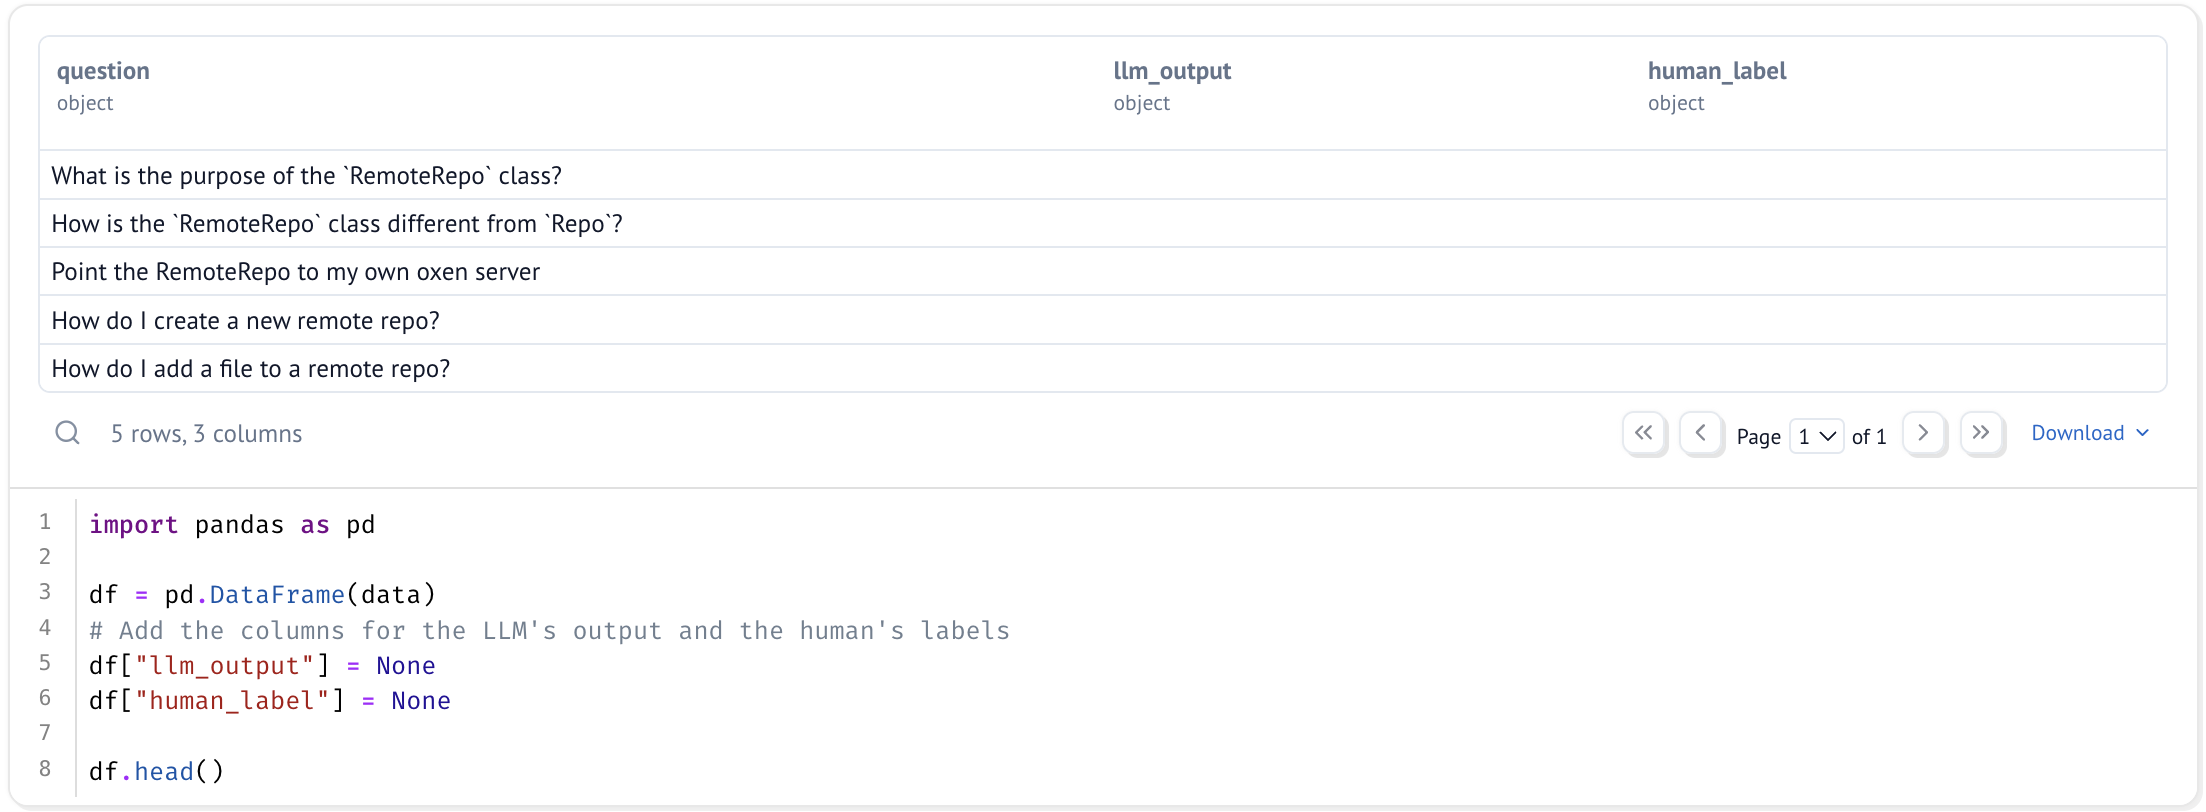 question llm_output human_label
object object object
What is the purpose of the `RemoteRepo` class?
How is the `RemoteRepo` class different from `Repo`?
Point the RemoteRepo to my own oxen server
How do I create a new remote repo?
How do I add a file to a remote repo?
5 rows, 3 columns Page 1 of 1 Download
1 import pandas as pd
2
3 df = pd.DataFrame(data)
4 # Add the columns for the LLM's output and the human's labels
5 df["llm_output"] = None
6 df["human_label"] = None
7
8 df.head()